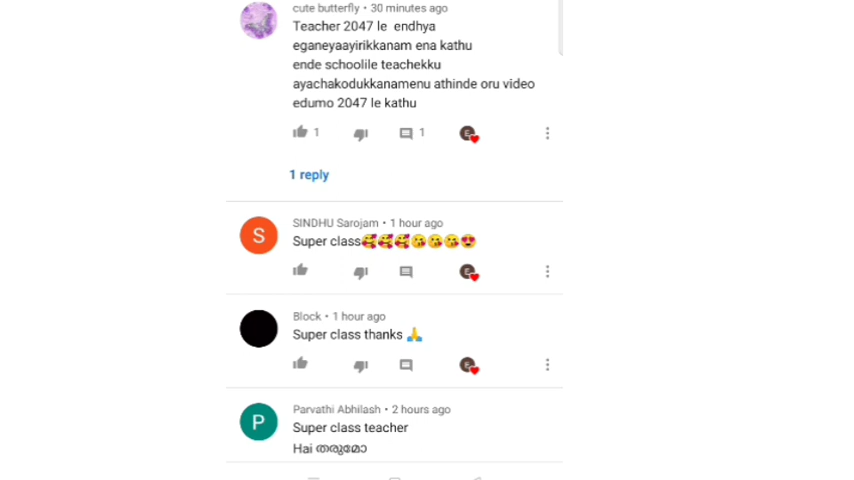 cute butterfly • 30 minutes ago
Teacher 2047 le endhya
eganeyaayirikkanam ena kathu
ende schoolile teachekku
ayachakodukkanamenu athinde oru video
edumo 2047 le kathu
1 1 E
1 reply
S SINDHU Sarojam • 1 hour ago
Super class🥰🥰🥰😘😘😘😍
E
Block • 1 hour ago
Super class thanks 🙏
E
P Parvathi Abhilash • 2 hours ago
Super class teacher
Hai തരുമോ